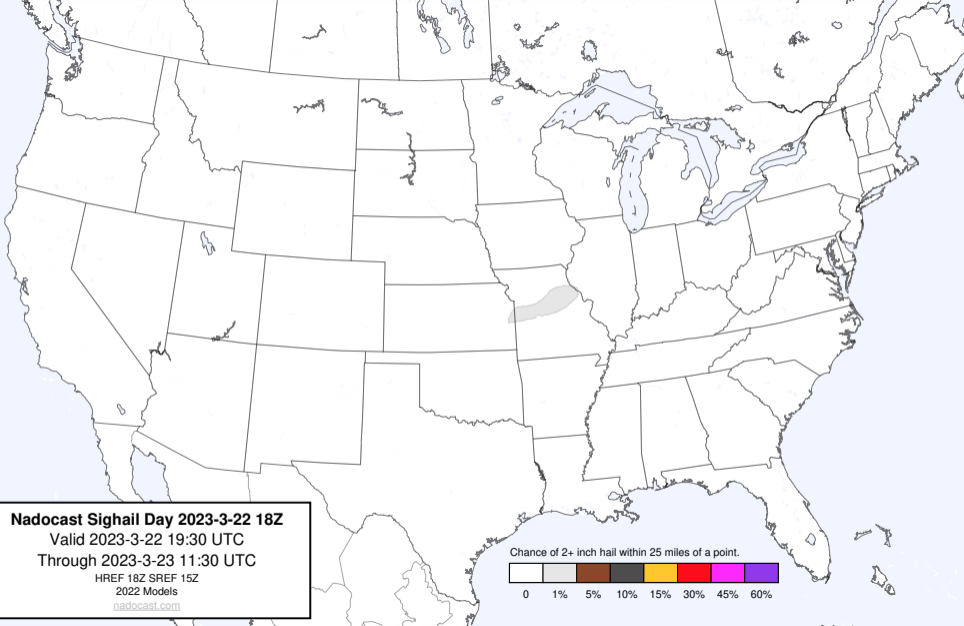 Nadocast Sighail Day 2023-3-22 18Z
Valid 2023-3-22 19:30 UTC
Through 2023-3-23 11:30 UTC
HREF 18Z SREF 15Z
2022 Models
nadocast.com
Chance of 2+ inch hail within 25 miles of a point.
0 1% 5% 10% 15% 30% 45% 60%